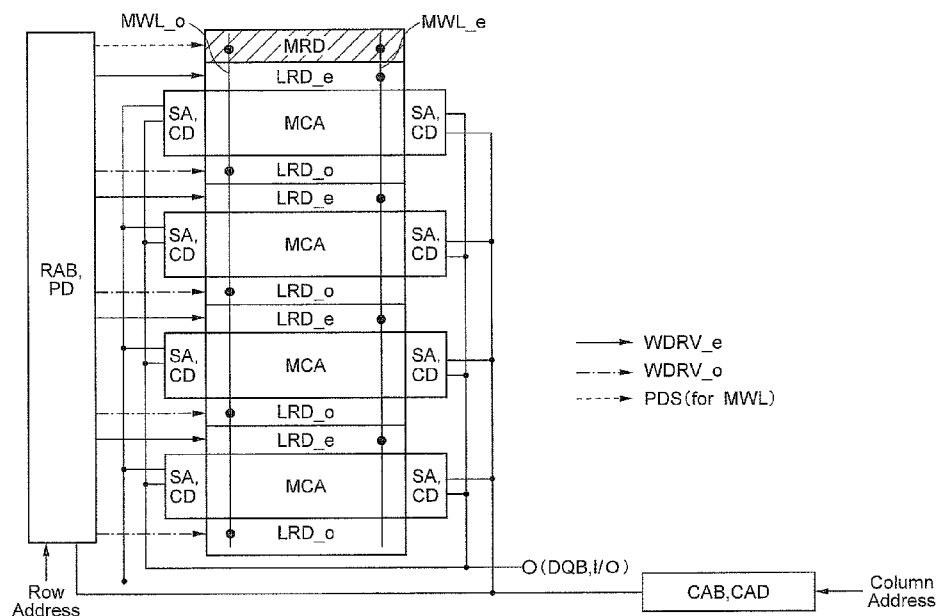 MWL_o
MWL_e
MRD
LRD_e
SA,
CD
MCA
SA,
CD
LRD_o
LRD_e
SA,
CD
MCA
SA,
CD
RAB,
PD
LRD_o
LRD_e
SA,
CD
MCA
SA,
CD
WDRV_e
WDRV_o
PDS(for MWL)
LRD_o
LRD_e
SA,
CD
MCA
SA,
CD
LRD_o
(DQB,I/O)
Row
Address
CAB,CAD
Column
Address